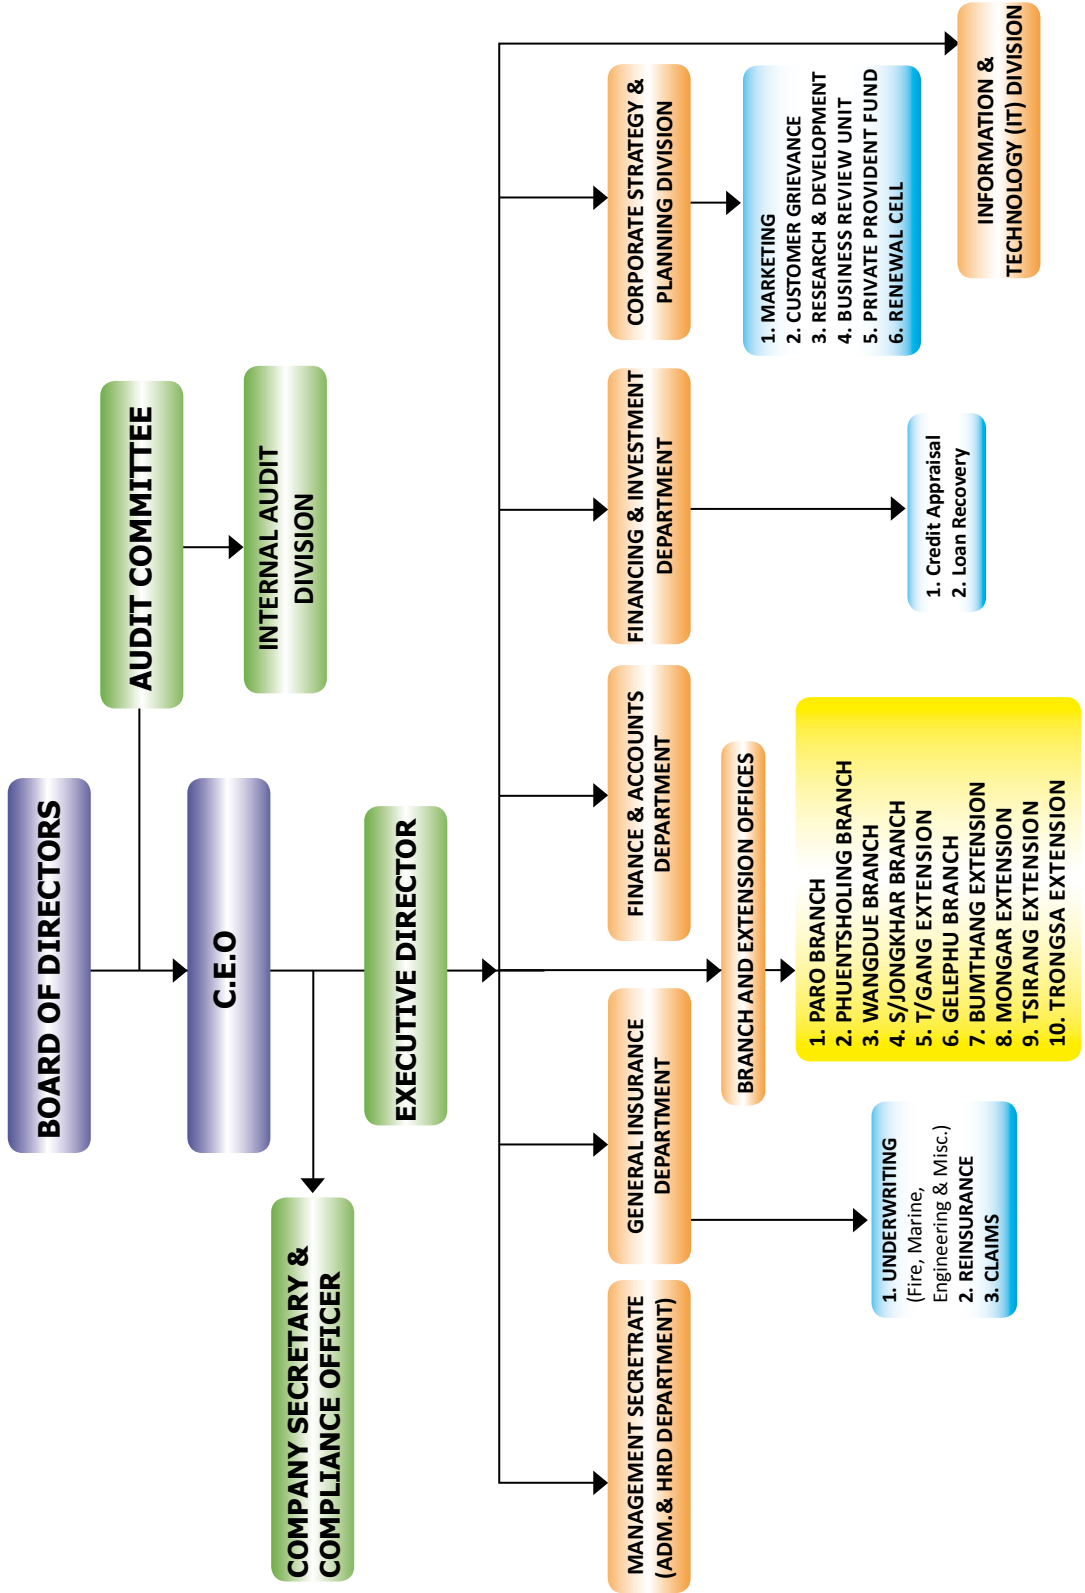 BOARD OF DIRECTORS
AUDIT COMMITTEE
C.E.O
INTERNAL AUDIT
DIVISION
COMPANY SECRETARY &
COMPLIANCE OFFICER
EXECUTIVE DIRECTOR
MANAGEMENT SECRETRATE
(ADM.& HRD DEPARTMENT)
GENERAL INSURANCE
DEPARTMENT
FINANCE & ACCOUNTS
DEPARTMENT
FINANCING & INVESTMENT
DEPARTMENT
CORPORATE STRATEGY &
PLANNING DIVISION
BRANCH AND EXTENSION OFFICES
1. MARKETING
2. CUSTOMER GRIEVANCE
3. RESEARCH & DEVELOPMENT
4. BUSINESS REVIEW UNIT
5. PRIVATE PROVIDENT FUND
6. RENEWAL CELL
1. PARO BRANCH
2. PHUENTSHOLING BRANCH
3. WANGDUE BRANCH
4. S/JONGKHAR BRANCH
5. T/GANG EXTENSION
6. GELEPHU BRANCH
7. BUMTHANG EXTENSION
8. MONGAR EXTENSION
9. TSIRANG EXTENSION
10. TRONGSA EXTENSION
1. UNDERWRITING
(Fire, Marine,
Engineering & Misc.)
2. REINSURANCE
3. CLAIMS
1. Credit Appraisal
2. Loan Recovery
INFORMATION &
TECHNOLOGY (IT) DIVISION